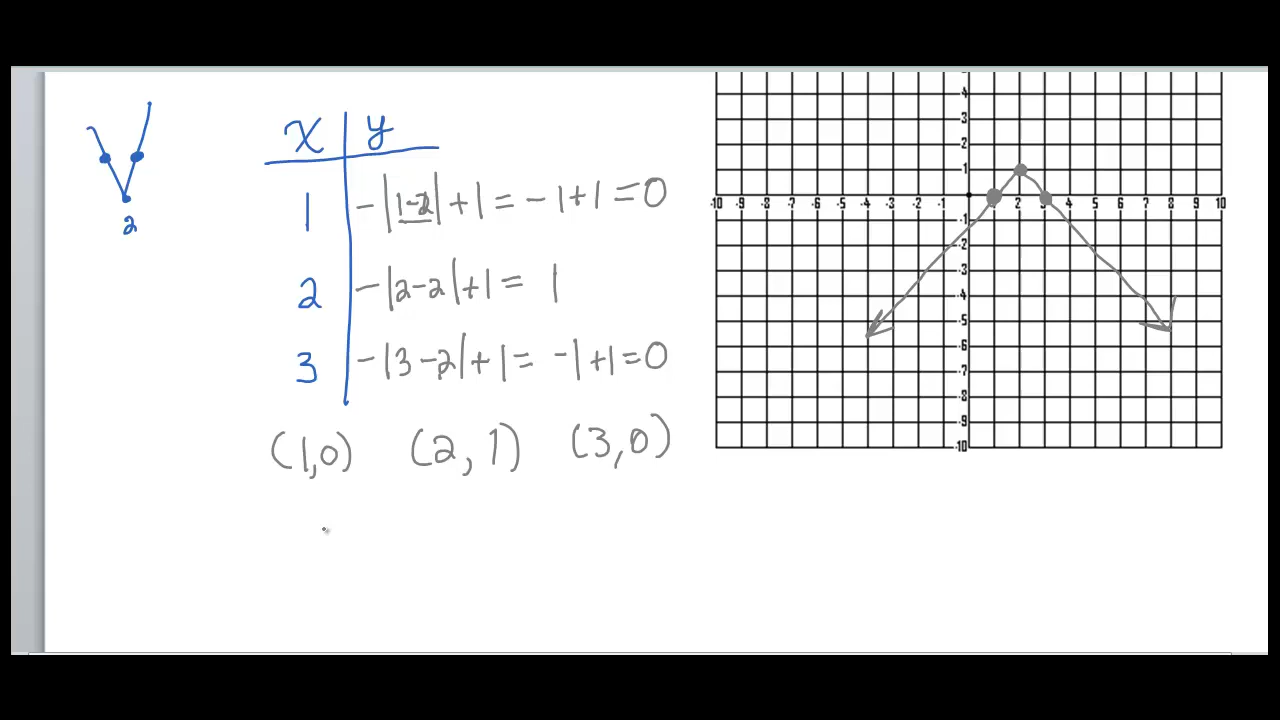 x | y
1 | -|1-2|+1 = -1+1 = 0
2
2 | -|2-2|+1 = 1
3 | -|3-2|+1 = -1+1 = 0
(1,0) (2,1) (3,0)
4
3
2
1
-10 -9 -8 -7 -6 -5 -4 -3 -2 -1 1 2 3 4 5 6 7 8 9 10
-1
-2
-3
-4
-5
-6
-7
-8
-9
-10